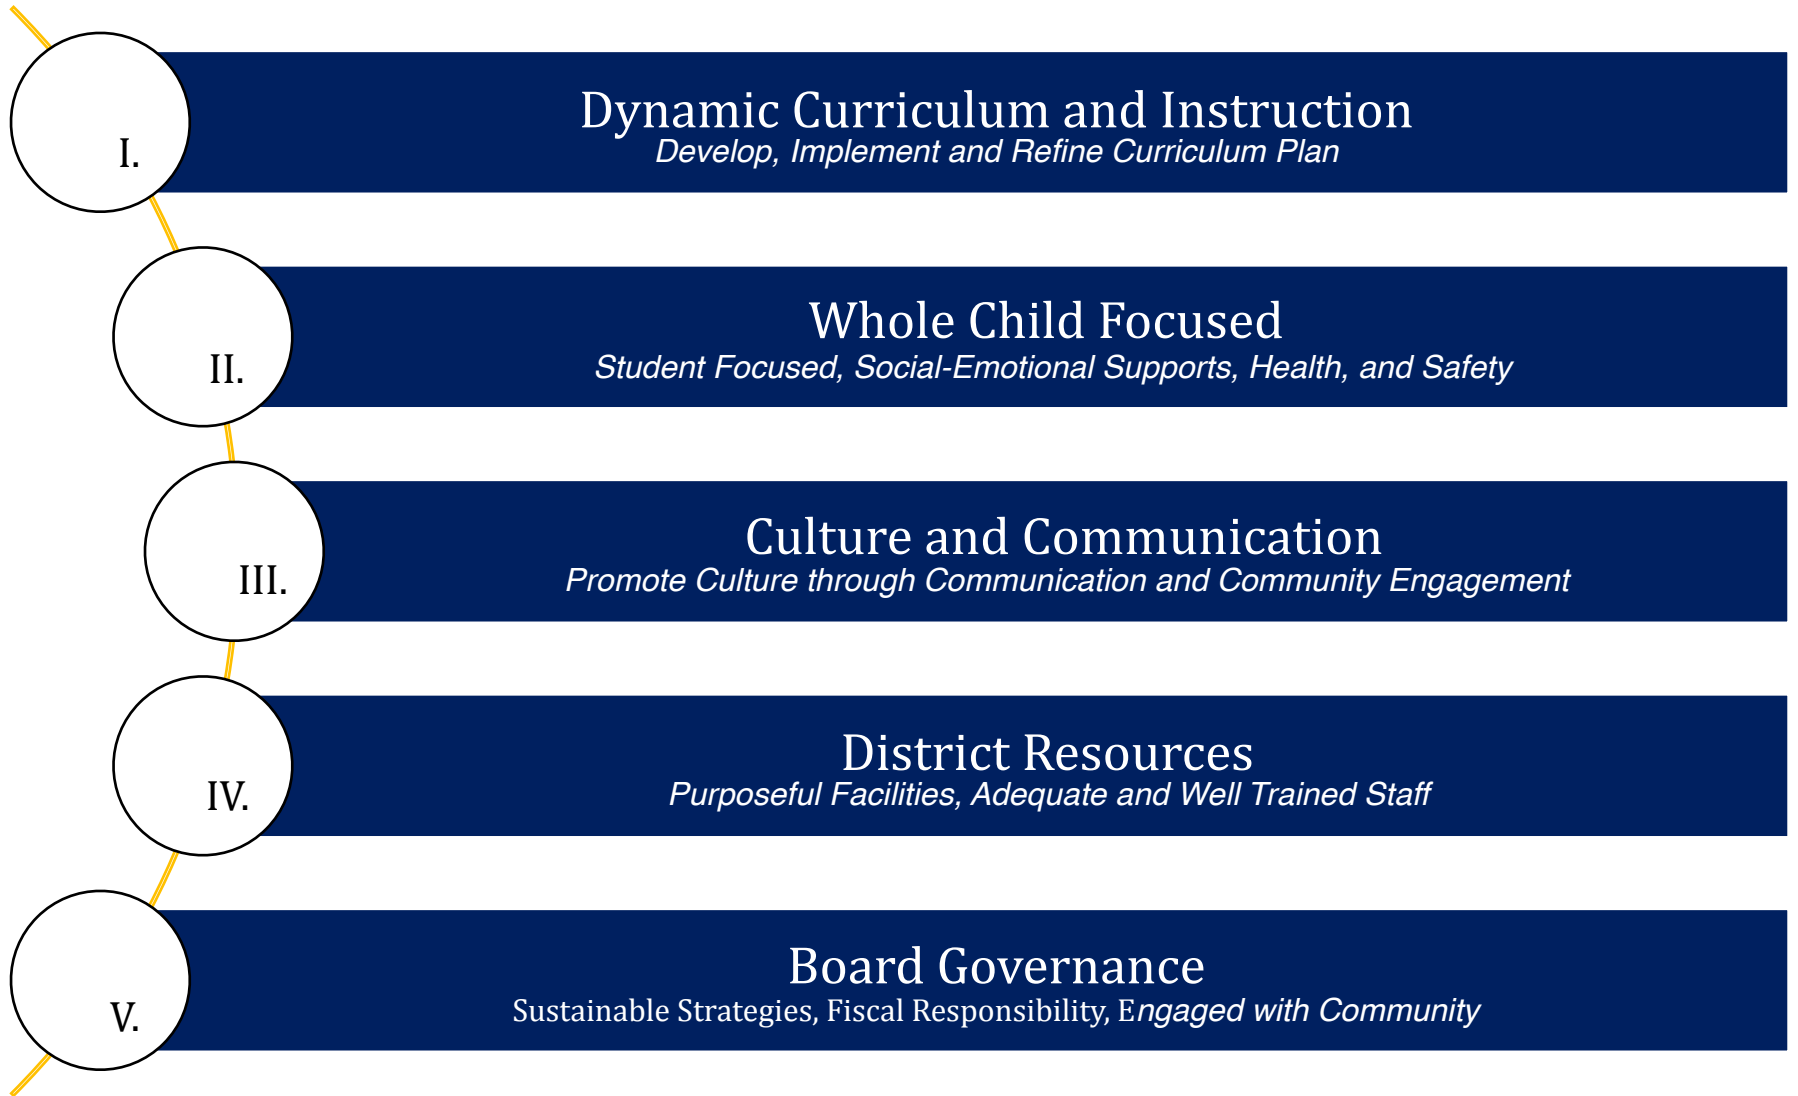 I.
Dynamic Curriculum and Instruction
Develop, Implement and Refine Curriculum Plan
II.
Whole Child Focused
Student Focused, Social-Emotional Supports, Health, and Safety
III.
Culture and Communication
Promote Culture through Communication and Community Engagement
IV.
District Resources
Purposeful Facilities, Adequate and Well Trained Staff
V.
Board Governance
Sustainable Strategies, Fiscal Responsibility, Engaged with Community